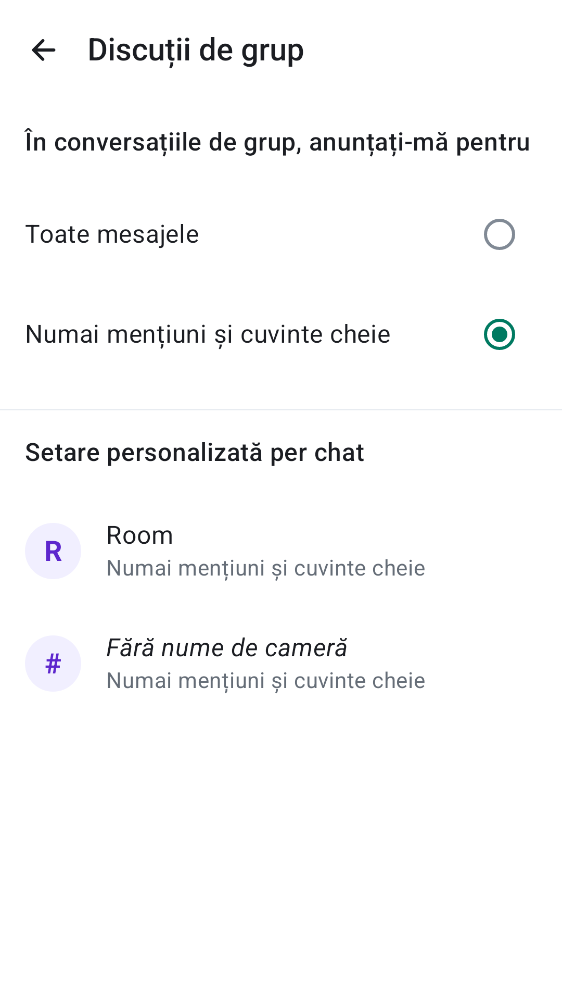 Discuții de grup
În conversațiile de grup, anunțați-mă pentru
Toate mesajele
Numai mențiuni și cuvinte cheie
Setare personalizată per chat
R
Room
Numai mențiuni și cuvinte cheie
#
Fără nume de cameră
Numai mențiuni și cuvinte cheie